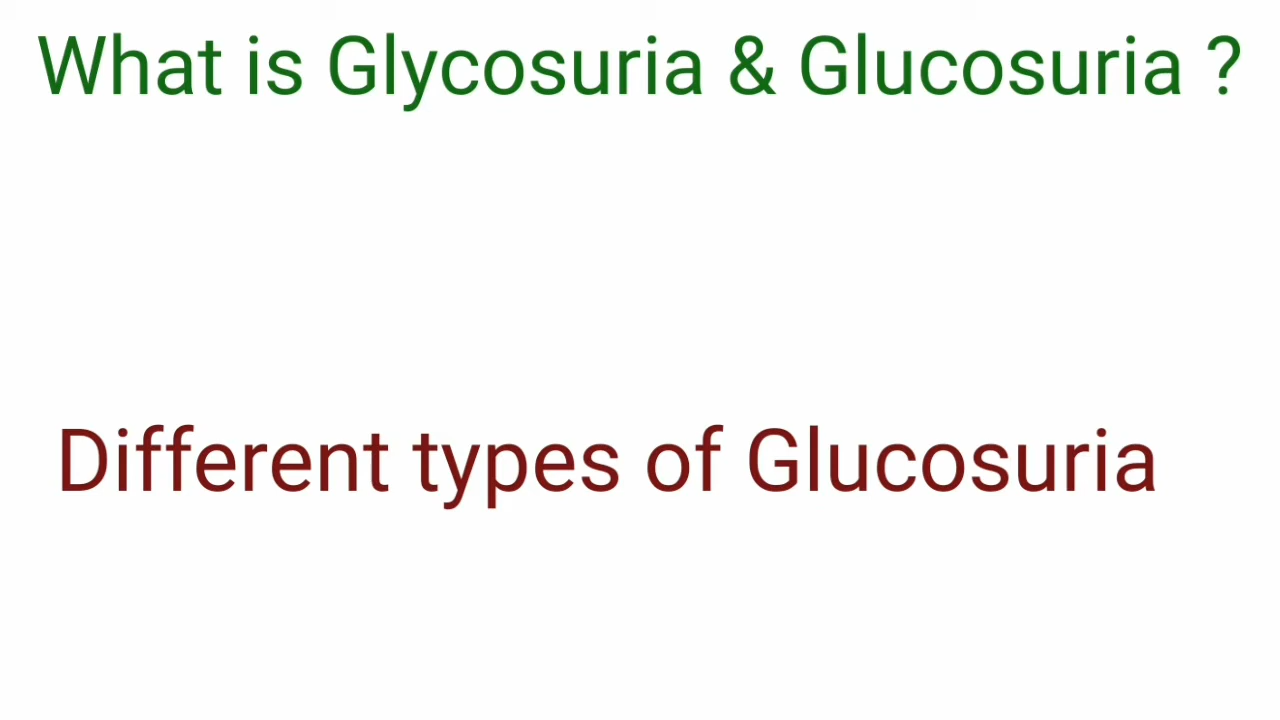 What is Glycosuria & Glucosuria ?
Different types of Glucosuria